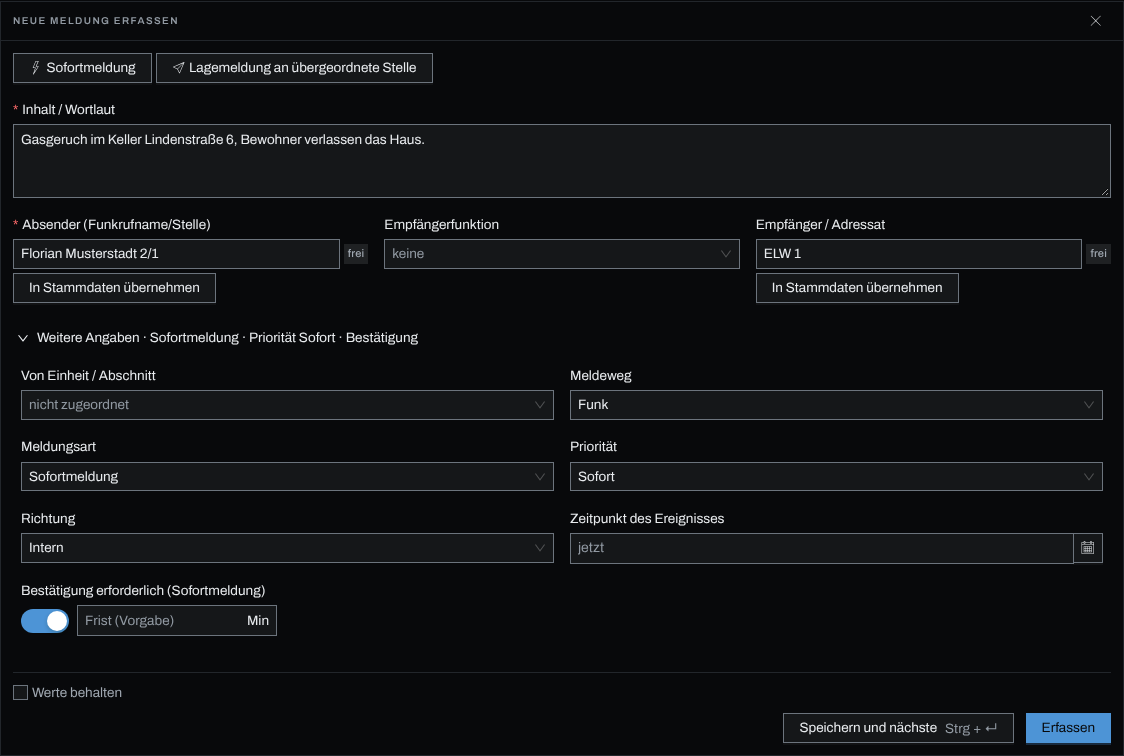 NEUE MELDUNG ERFASSEN
Sofortmeldung
Lagemeldung an übergeordnete Stelle
* Inhalt / Wortlaut
Gasgeruch im Keller Lindenstraße 6, Bewohner verlassen das Haus.
* Absender (Funkrufname/Stelle)
Empfängerfunktion
Empfänger / Adressat
Florian Musterstadt 2/1
frei
keine
ELW 1
frei
In Stammdaten übernehmen
In Stammdaten übernehmen
Weitere Angaben · Sofortmeldung · Priorität Sofort · Bestätigung
Von Einheit / Abschnitt
Meldeweg
nicht zugeordnet
Funk
Meldungsart
Priorität
Sofortmeldung
Sofort
Richtung
Zeitpunkt des Ereignisses
Intern
jetzt
Bestätigung erforderlich (Sofortmeldung)
Frist (Vorgabe)
Min
Werte behalten
Speichern und nächste Strg + ↵
Erfassen